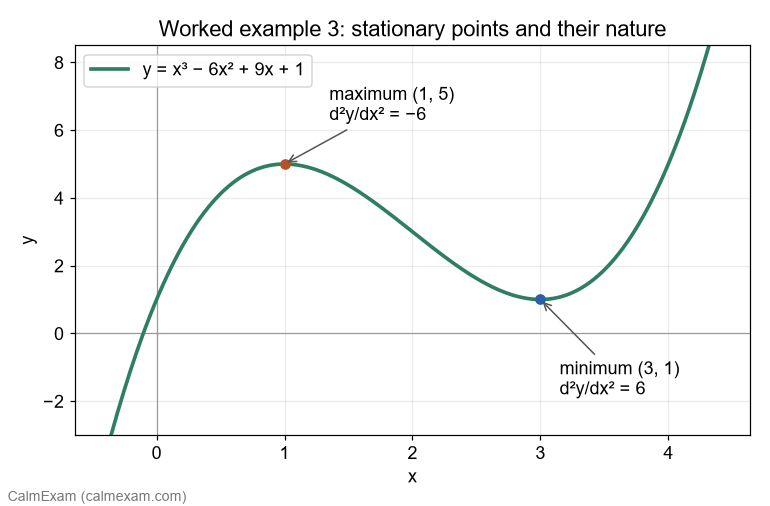 Worked example 3: stationary points and their nature
y = x³ − 6x² + 9x + 1
maximum (1, 5)
d²y/dx² = −6
minimum (3, 1)
d²y/dx² = 6
y
8
6
4
2
0
−2
0 1 2 3 4
x
CalmExam (calmexam.com)